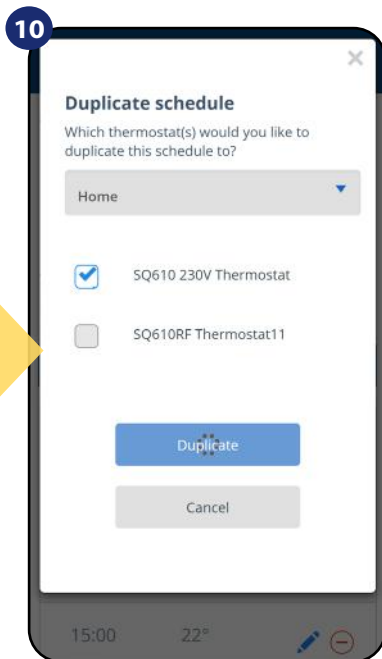 10
Duplicate schedule
Which thermostat(s) would you like to
duplicate this schedule to?
Home
SQ610 230V Thermostat
SQ610RF Thermostat11
Duplicate
Cancel
15:00 22°